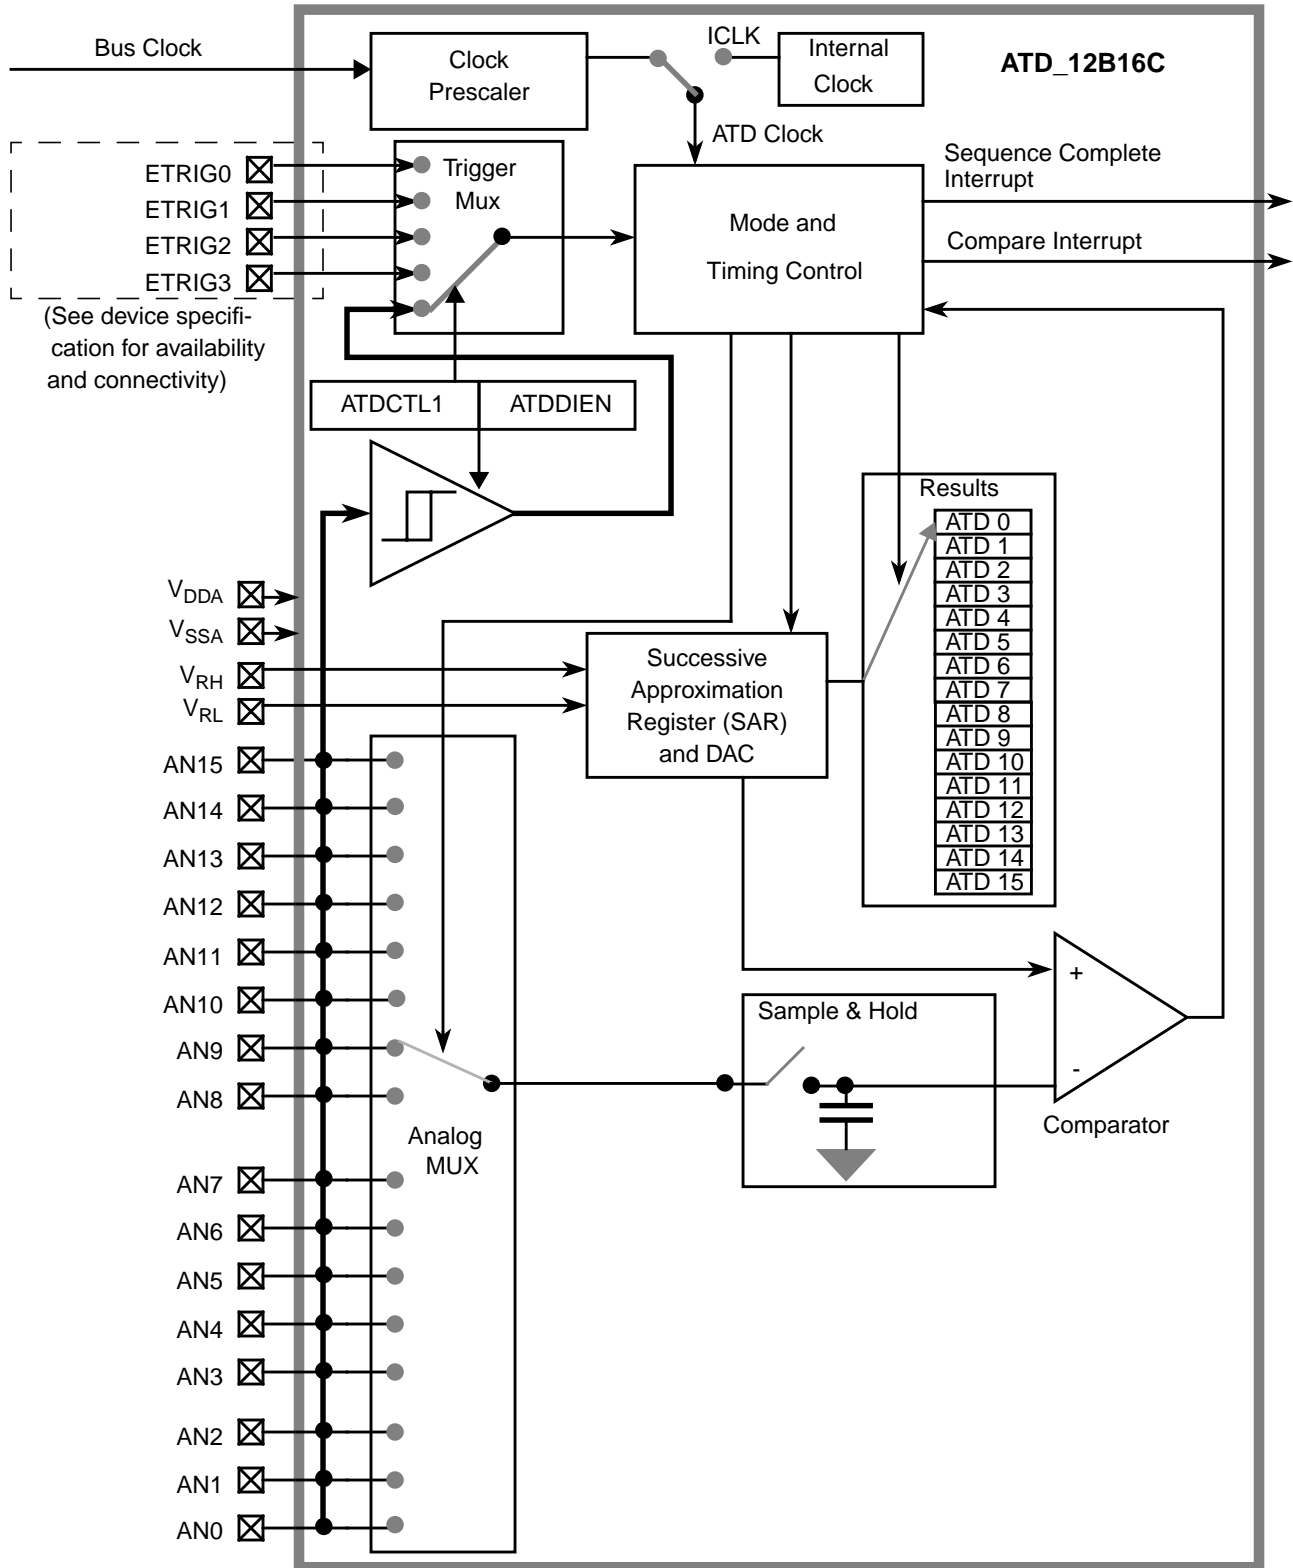 Bus Clock
Clock
Prescaler
ICLK
Internal
Clock
ATD_12B16C
ATD Clock
ETRIG0
ETRIG1
ETRIG2
ETRIG3
(See device specifi-
cation for availability
and connectivity)
Trigger
Mux
Mode and
Timing Control
Sequence Complete
Interrupt
Compare Interrupt
ATDCTL1
ATDDIEN
Results
ATD 0
ATD 1
ATD 2
ATD 3
ATD 4
ATD 5
ATD 6
ATD 7
ATD 8
ATD 9
ATD 10
ATD 11
ATD 12
ATD 13
ATD 14
ATD 15
VDDA
VSSA
VRH
VRL
Successive
Approximation
Register (SAR)
and DAC
AN15
AN14
AN13
AN12
AN11
AN10
AN9
AN8
AN7
AN6
AN5
AN4
AN3
AN2
AN1
AN0
Analog
MUX
Sample & Hold
+
-
Comparator